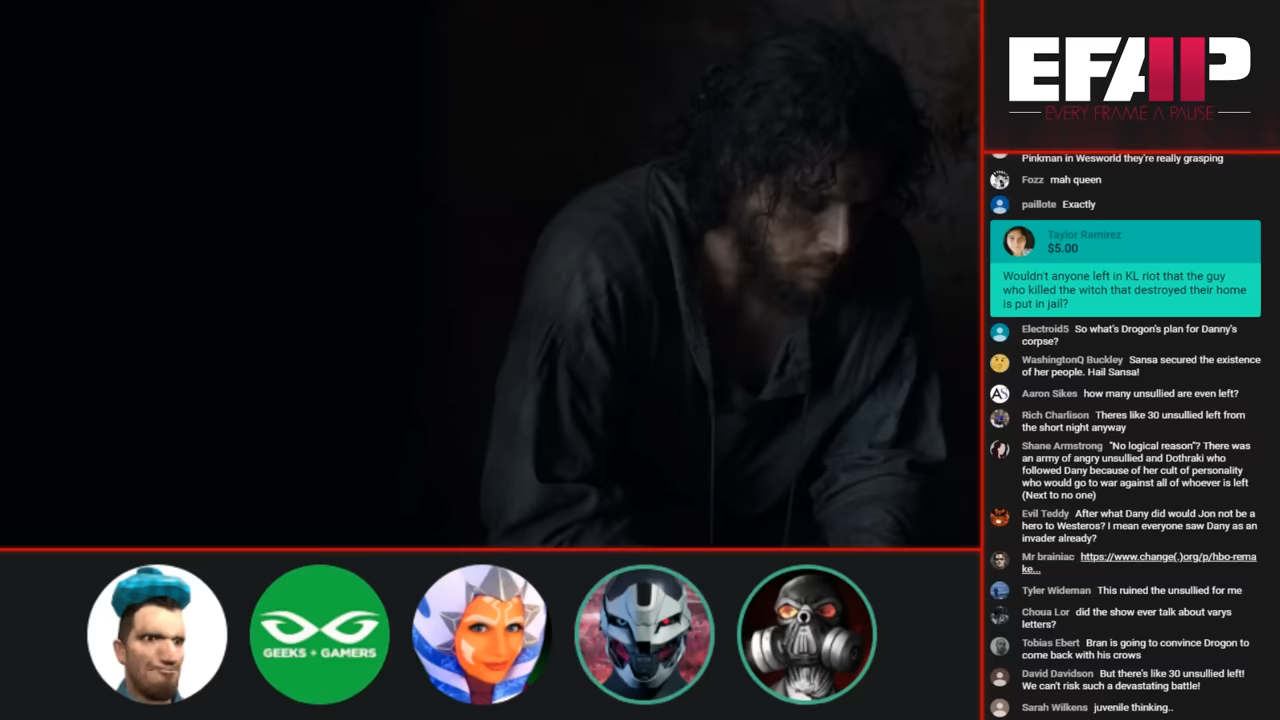 EFAP
EVERY FRAME A PAUSE
Pinkman in Wesworld they're really grasping
Fozz mah queen
paillote Exactly
Taylor Ramirez
$5.00
Wouldn't anyone left in KL riot that the guy
who killed the witch that destroyed their home
is put in jail?
Electroid5 So what's Drogon's plan for Danny's
corpse?
WashingtonQ Buckley Sansa secured the existence
of her people. Hail Sansa!
AS
Aaron Sikes how many unsullied are even left?
Rich Charlison Theres like 30 unsullied left from
the short night anyway
Shane Armstrong "No logical reason"? There was
an army of angry unsullied and Dothraki who
followed Dany because of her cult of personality
who would go to war against all of whoever is left
(Next to no one)
Evil Teddy After what Dany did would Jon not be a
hero to Westeros? I mean everyone saw Dany as an
invader already?
Mr brainiac https://www.change(.)org/p/hbo-rema
ke...
Tyler Wideman This ruined the unsullied for me
Choua Lor did the show ever talk about varys
letters?
Tobias Ebert Bran is going to convince Drogon to
come back with his crows
David Davidson But there's like 30 unsullied left!
We can't risk such a devastating battle!
Sarah Wilkens juvenile thinking..
GEEKS + GAMERS